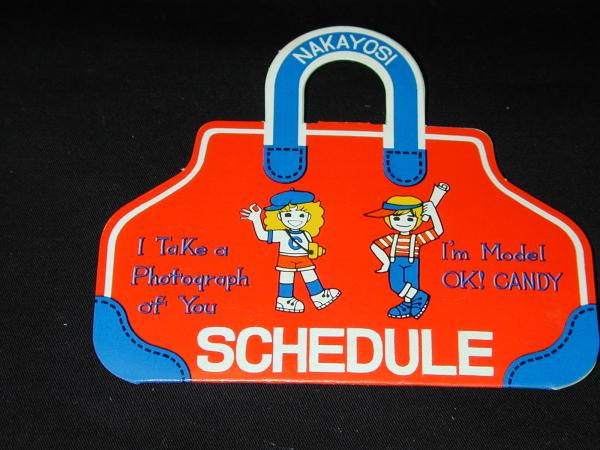 NAKAYOSI
I Take a
Photograph
of You
I'm Model
OK! CANDY
C
SCHEDULE